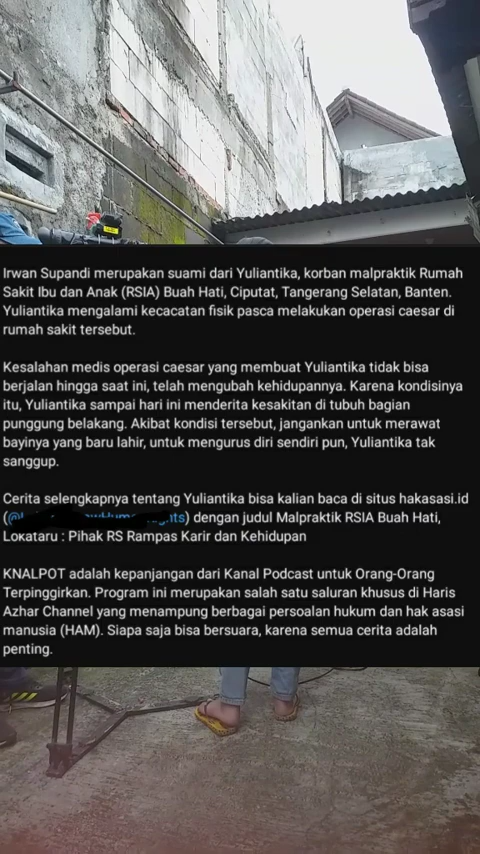 Irwan Supandi merupakan suami dari Yuliantika, korban malpraktik Rumah
Sakit Ibu dan Anak (RSIA) Buah Hati, Ciputat, Tangerang Selatan, Banten.
Yuliantika mengalami kecacatan fisik pasca melakukan operasi caesar di
rumah sakit tersebut.
Kesalahan medis operasi caesar yang membuat Yuliantika tidak bisa
berjalan hingga saat ini, telah mengubah kehidupannya. Karena kondisinya
itu, Yuliantika sampai hari ini menderita kesakitan di tubuh bagian
punggung belakang. Akibat kondisi tersebut, jangankan untuk merawat
bayinya yang baru lahir, untuk mengurus diri sendiri pun, Yuliantika tak
sanggup.
Cerita selengkapnya tentang Yuliantika bisa kalian baca di situs hakasasi.id
dengan judul Malpraktik RSIA Buah Hati,
Lokataru : Pihak RS Rampas Karir dan Kehidupan
KNALPOT adalah kepanjangan dari Kanal Podcast untuk Orang-Orang
Terpinggirkan. Program ini merupakan salah satu saluran khusus di Haris
Azhar Channel yang menampung berbagai persoalan hukum dan hak asasi
manusia (HAM). Siapa saja bisa bersuara, karena semua cerita adalah
penting.